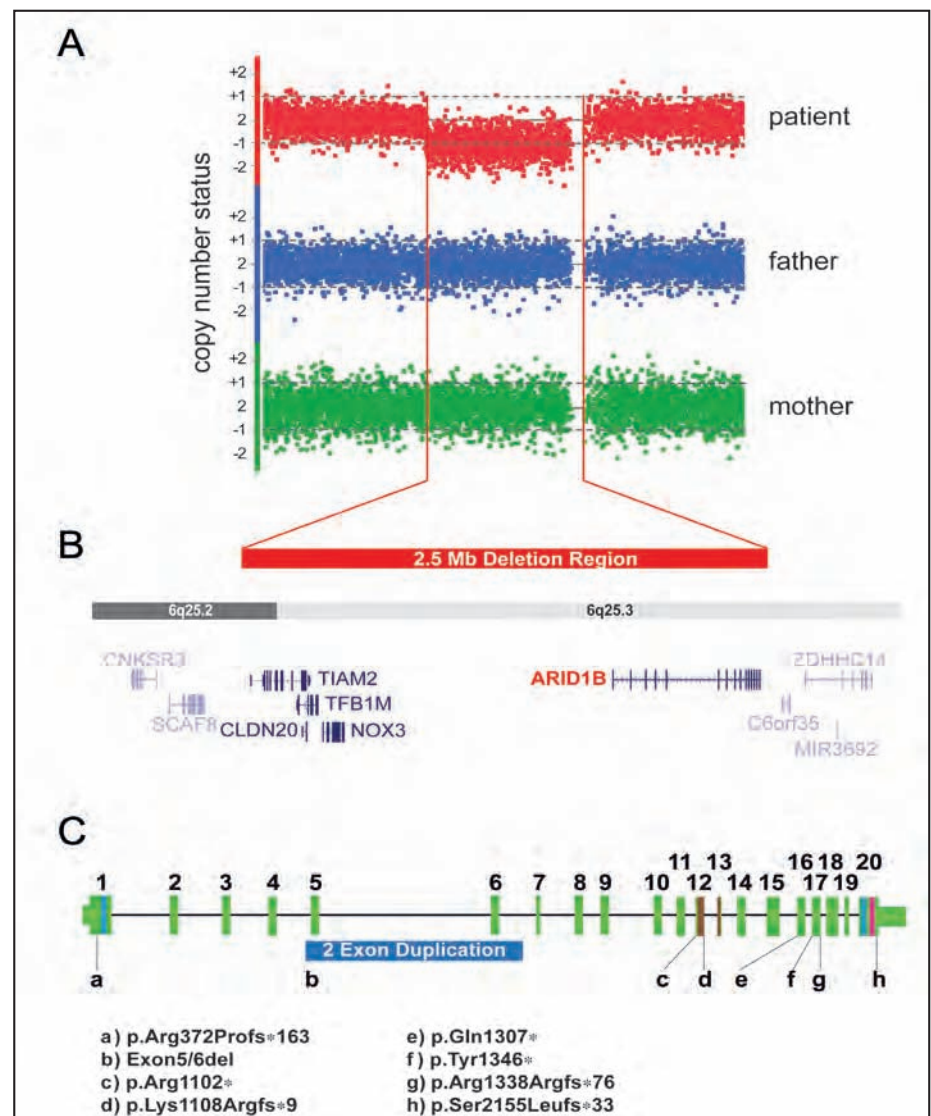 A
+2
+1
2
-1
-2
patient
+2
+1
2
-1
-2
father
+2
+1
2
-1
-2
mother
copy number status
B
2.5 Mb Deletion Region
6q25.2 6q25.3
CNKSR3 TIAM2 ARID1B ZDHHC14
SCAF8 TFB1M C6orf35
CLDN20 NOX3 MIR3692
C
11 13 16 18 20
1 2 3 4 5 6 7 8 9 10 12 14 15 17 19
2 Exon Duplication
a b c d e f g h
a) p.Arg372Profs*163 e) p.Gln1307*
b) Exon5/6del f) p.Tyr1346*
c) p.Arg1102* g) p.Arg1338Argfs*76
d) p.Lys1108Argfs*9 h) p.Ser2155Leufs*33